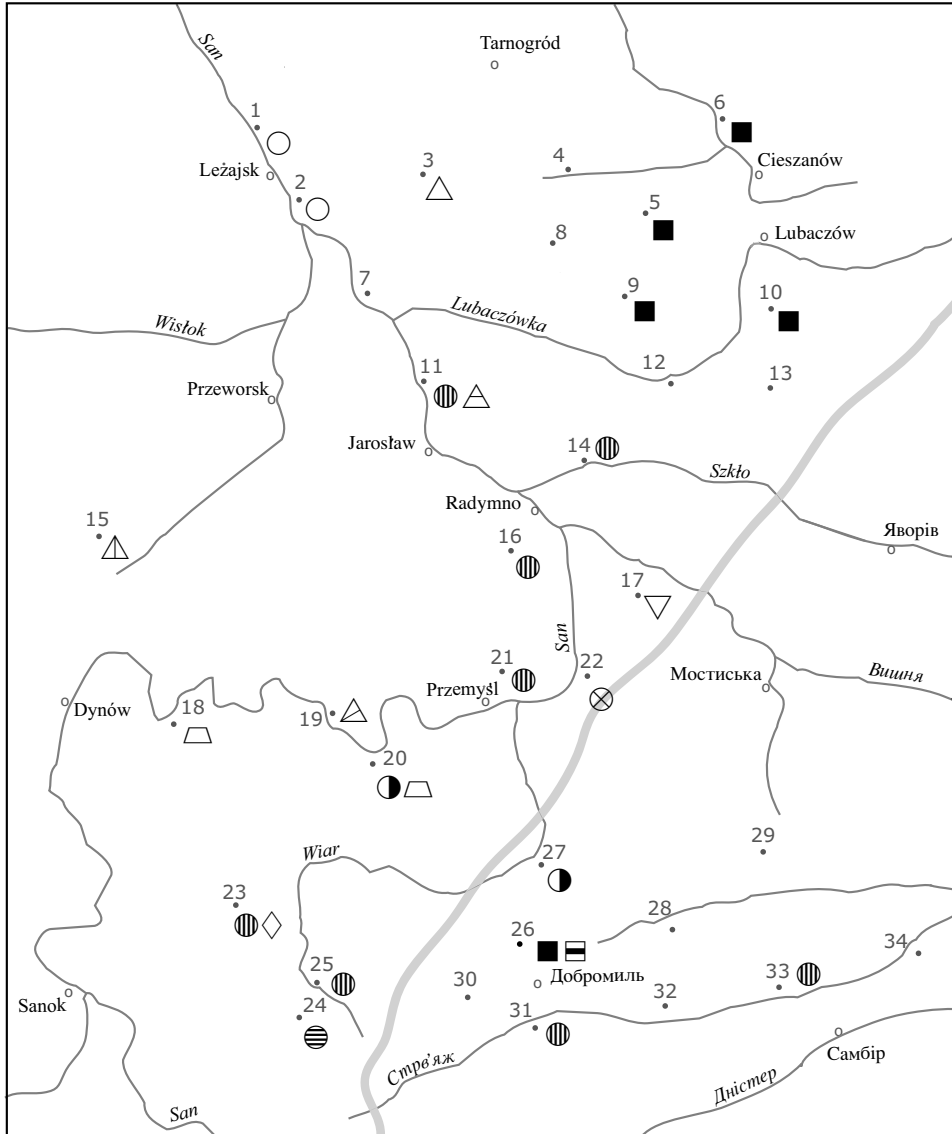 San
Tarnogród
1
6
Leżajsk
3
4
Cieszanów
2
5
8
Lubaczów
7
9
10
Wisłok
Lubaczówka
11
12
13
Przeworsk
Jarosław
14
Szkło
Radymno
15
16
Яворів
17
San
21
22
Dynów
18
19
Przemyśl
Мостиська
Вишня
20
Wiar
27
29
23
28
26
34
25
30
Добромиль
33
Sanok
24
31
32
Стрв’яж
Самбір
San
Дністер